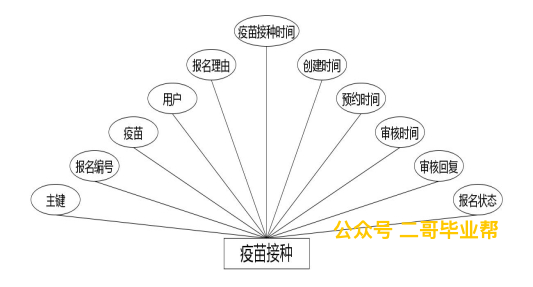 疫苗接种时间
报名理由
创建时间
用户
预约时间
疫苗
审核时间
报名编号
审核回复
主键
报名状态
公众号 二哥毕业帮
疫苗接种